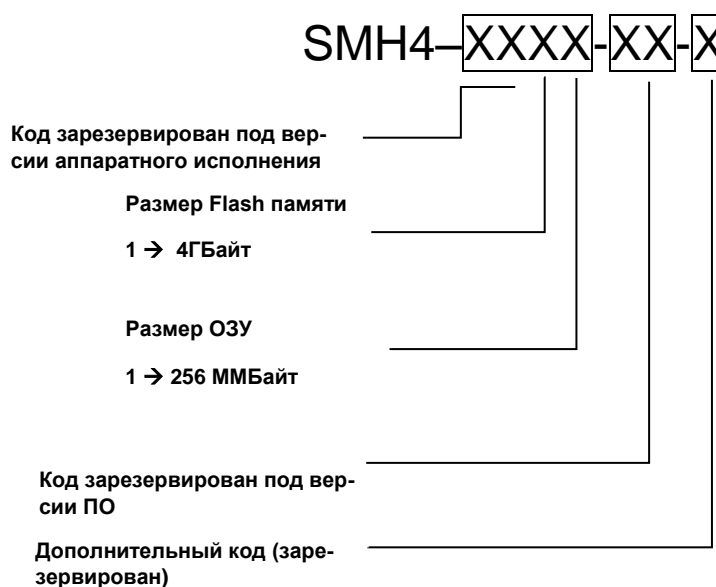 SMH4–XXXX-XX-X
Код зарезервирован под вер-
сии аппаратного исполнения
Размер Flash памяти
1 → 4ГБайт
Размер ОЗУ
1 → 256 ММБайт
Код зарезервирован под вер-
сии ПО
Дополнительный код (заре-
зервирован)